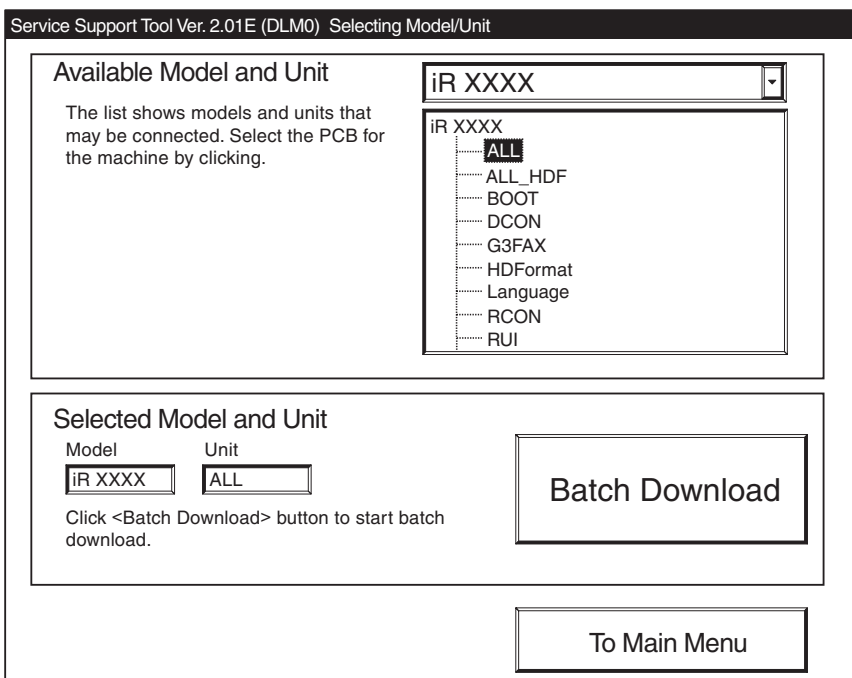 Service Support Tool Ver. 2.01E (DLM0)  Selecting Model/Unit
Available Model and Unit
The list shows models and units that
may be connected. Select the PCB for
the machine by clicking.
iR XXXX
iR XXXX
ALL
ALL_HDF
BOOT
DCON
G3FAX
HDFormat
Language
RCON
RUI
Selected Model and Unit
Model Unit
iR XXXX ALL
Click <Batch Download> button to start batch
download.
Batch Download
To Main Menu